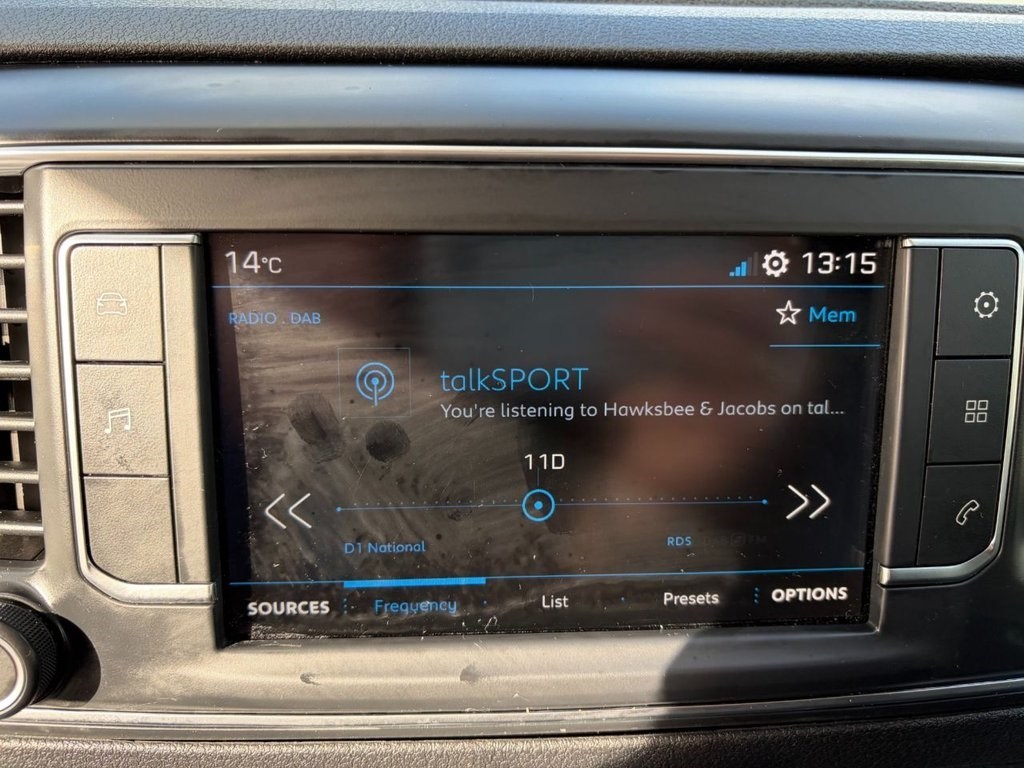 14°C 13:15
RADIO . DAB
Mem
talkSPORT
You're listening to Hawksbee & Jacobs on tal...
11D
D1 National RDS
SOURCES Frequency List Presets OPTIONS